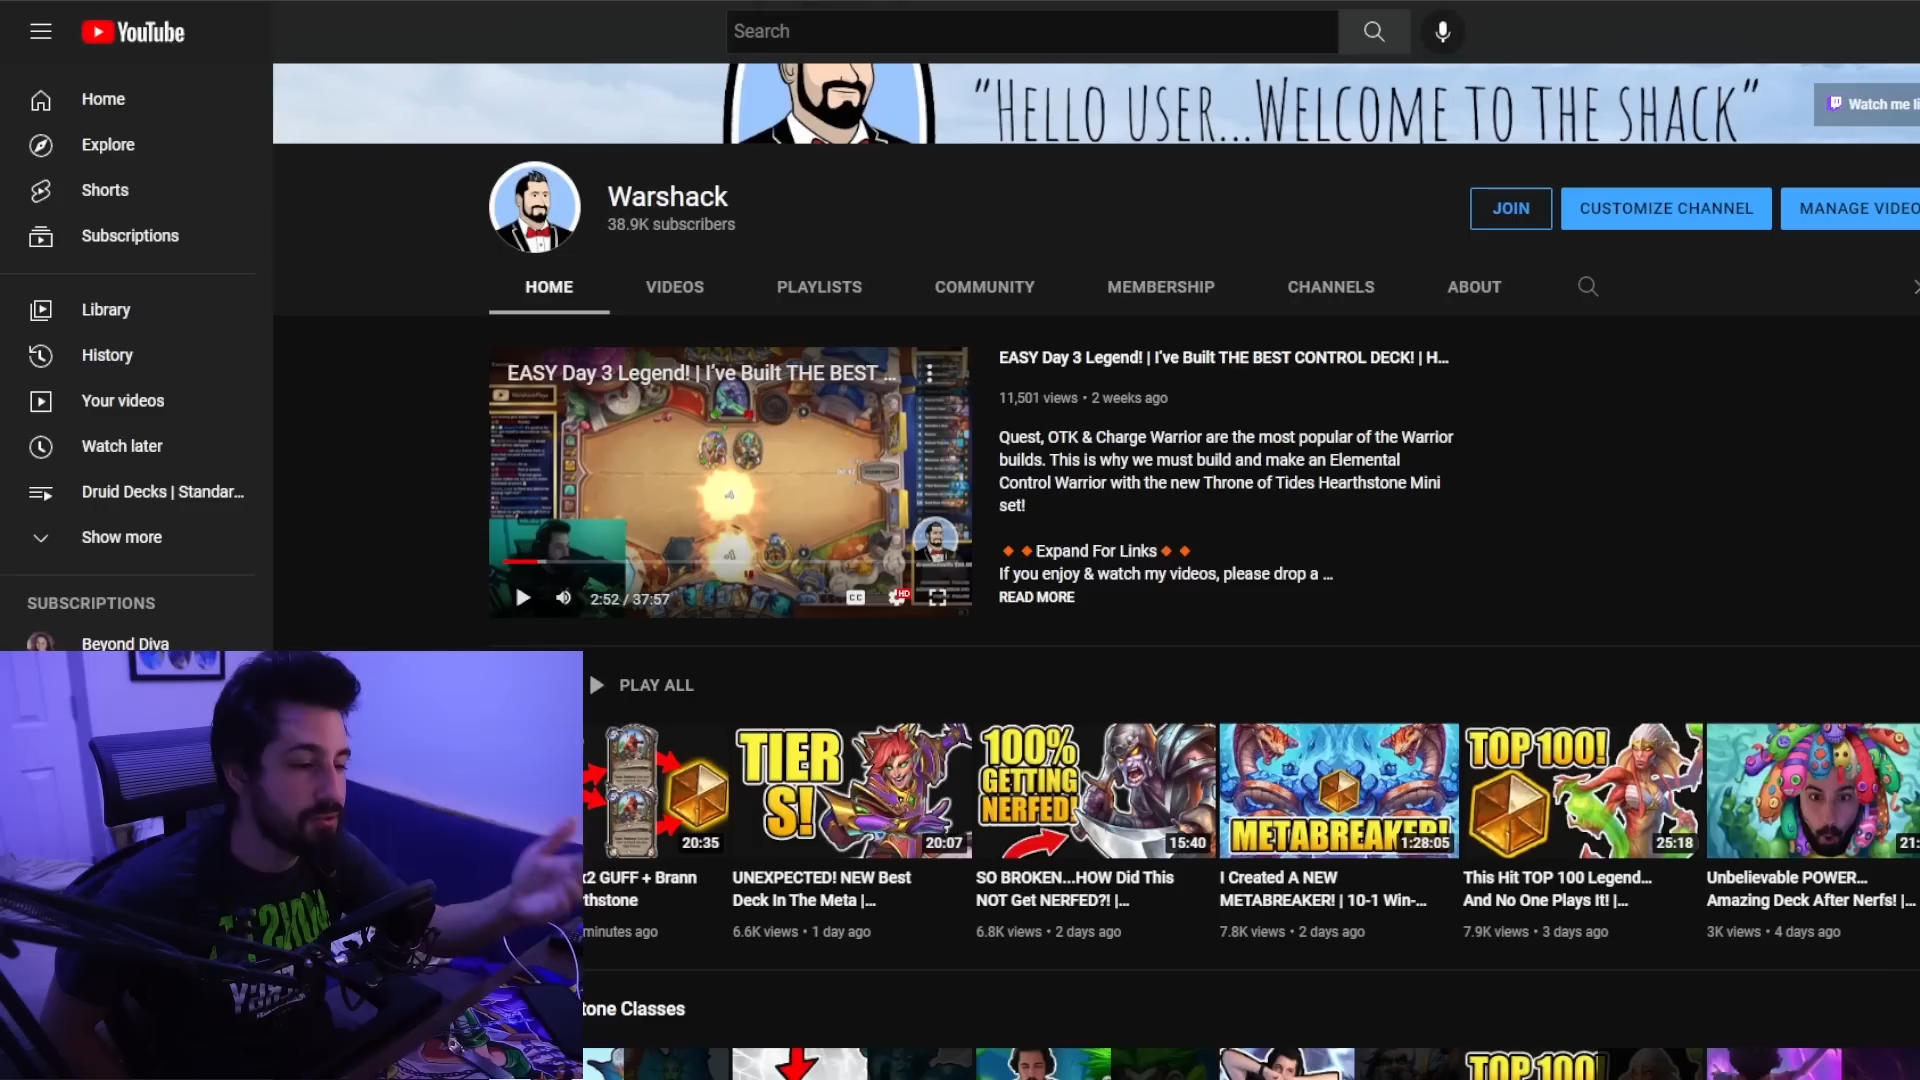 YouTube
Search
Home
Explore
Shorts
Subscriptions
Library
History
Your videos
Watch later
Druid Decks | Standar...
Show more
SUBSCRIPTIONS
Beyond Diva
“HELLO USER...WELCOME TO THE SHACK”
Watch me li
Warshack
38.9K subscribers
JOIN
CUSTOMIZE CHANNEL
MANAGE VIDEO
HOME
VIDEOS
PLAYLISTS
COMMUNITY
MEMBERSHIP
CHANNELS
ABOUT
EASY Day 3 Legend! | I've Built THE BEST ...
2:52 / 37:57
CC
HD
EASY Day 3 Legend! | I've Built THE BEST CONTROL DECK! | H...
11,501 views • 2 weeks ago
Quest, OTK & Charge Warrior are the most popular of the Warrior
builds. This is why we must build and make an Elemental
Control Warrior with the new Throne of Tides Hearthstone Mini
set!
Expand For Links
If you enjoy & watch my videos, please drop a ...
READ MORE
PLAY ALL
20:35
x2 GUFF + Brann
thstone
minutes ago
TIER
S!
20:07
UNEXPECTED! NEW Best
Deck In The Meta |...
6.6K views • 1 day ago
100%
GETTING
NERFED!
15:40
SO BROKEN...HOW Did This
NOT Get NERFED?! |...
6.8K views • 2 days ago
METABREAKER!
1:28:05
I Created A NEW
METABREAKER! | 10-1 Win-...
7.8K views • 2 days ago
TOP 100!
25:18
This Hit TOP 100 Legend...
And No One Plays It! |...
7.9K views • 3 days ago
21:
Unbelievable POWER...
Amazing Deck After Nerfs! |...
3K views • 4 days ago
tone Classes
TOP 100